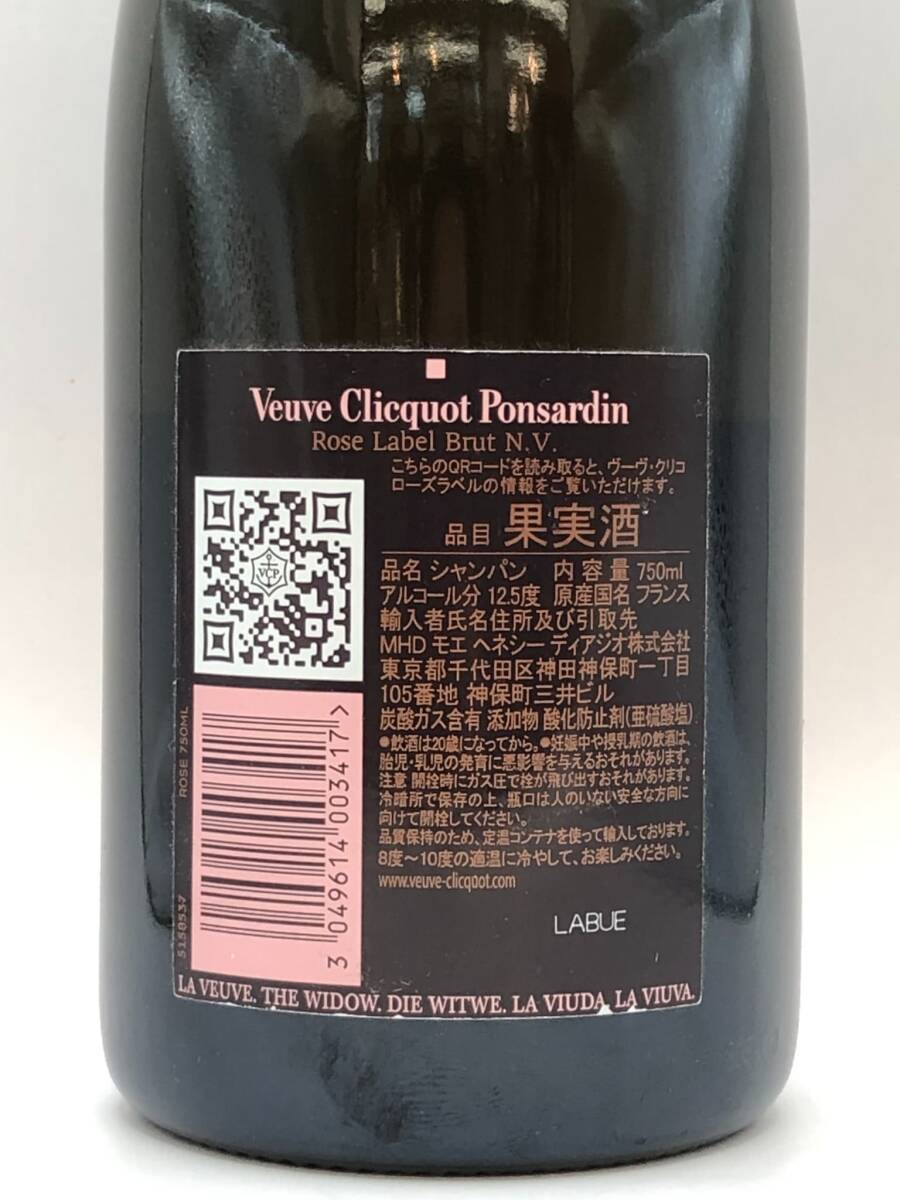 Veuve Clicquot Ponsardin
Rose Label Brut N.V.
こちらのQRコードを読み取ると、ヴーヴ・クリコ
ローズラベルの情報をご覧いただけます。
VCP
品目 果実酒
品名 シャンパン 内容量 750ml
アルコール分 12.5度 原産国名 フランス
輸入者氏名住所及び引取先
MHD モエ ヘネシー ディアジオ株式会社
東京都千代田区神田神保町一丁目
105番地 神保町三井ビル
炭酸ガス含有 添加物 酸化防止剤(亜硫酸塩)
●飲酒は20歳になってから。●妊娠中や授乳期の飲酒は、
胎児・乳児の発育に悪影響を与えるおそれがあります。
注意 開栓時にガス圧で栓が飛び出すおそれがあります。
冷暗所で保存の上、瓶口は人のいない安全な方向に
向けて開栓してください。
品質保持のため、定温コンテナを使って輸入しております。
8度〜10度の適温に冷やして、お楽しみください。
www.veuve-clicquot.com
LABUE
ROSE 750ML
5158537
3 049614 003417 >
LA VEUVE. THE WIDOW. DIE WITWE. LA VIUDA. LA VIUVA.